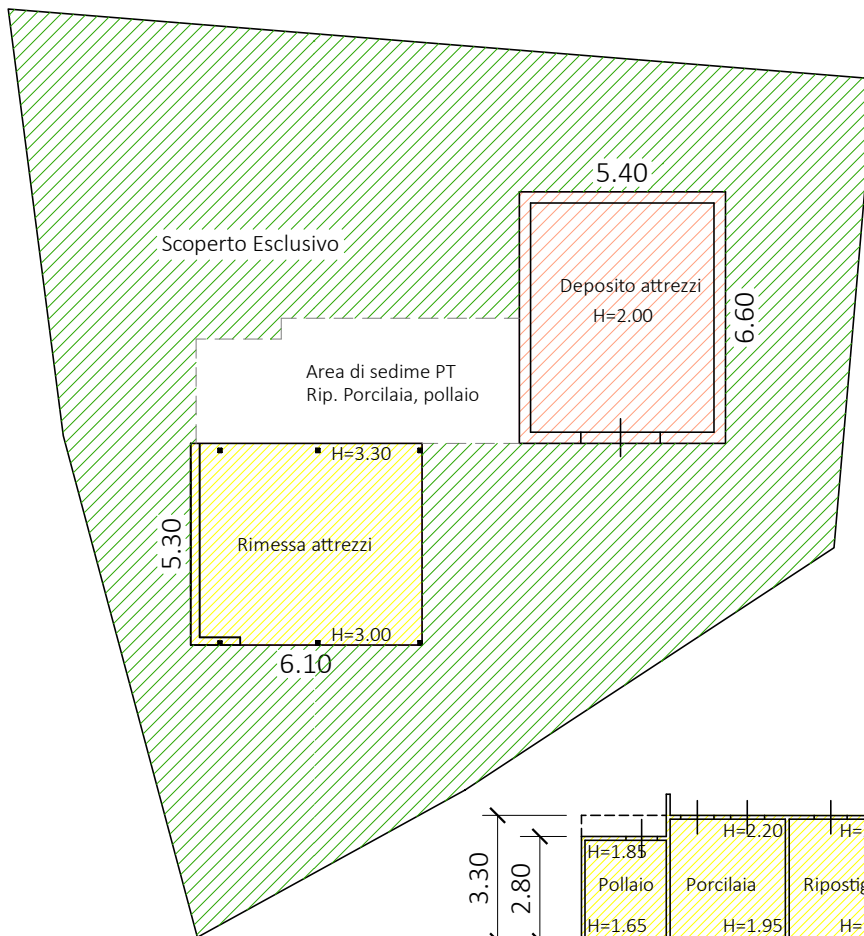 5.40
Scoperto Esclusivo
Deposito attrezzi
H=2.00
6.60
Area di sedime PT
Rip. Porcilaia, pollaio
H=3.30
5.30
Rimessa attrezzi
H=3.00
6.10
3.30
2.80
H=1.85
H=2.20
H=
Pollaio
Porcilaia
Ripostig
H=1.65
H=1.95
H=